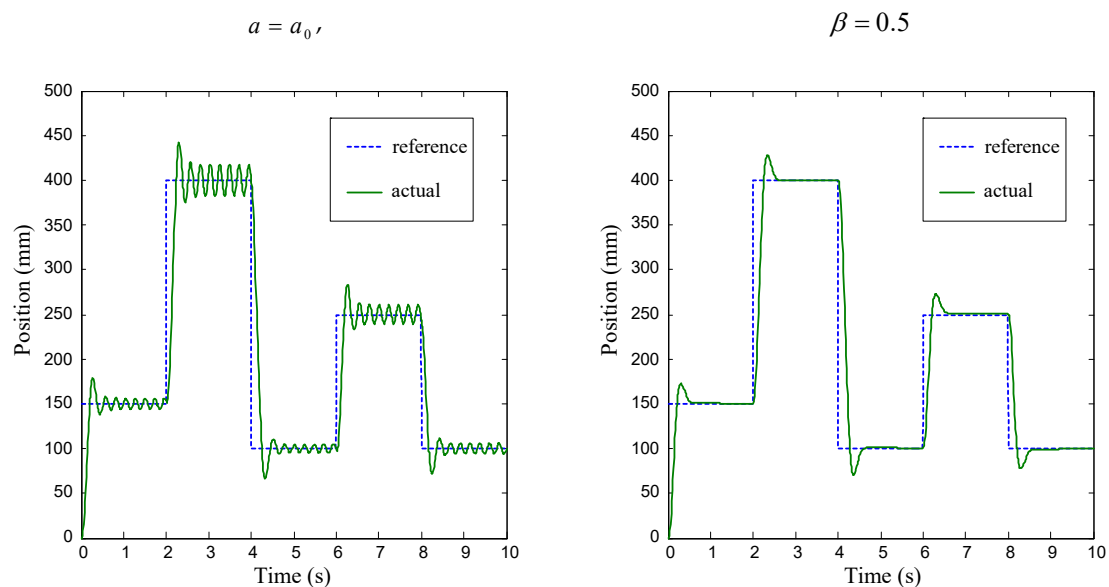 a = a₀ ,
β = 0.5
500
450
400
350
300
250
200
150
100
50
0
Position (mm)
reference
actual
0 1 2 3 4 5 6 7 8 9 10
Time (s)
500
450
400
350
300
250
200
150
100
50
0
Position (mm)
reference
actual
0 1 2 3 4 5 6 7 8 9 10
Time (s)